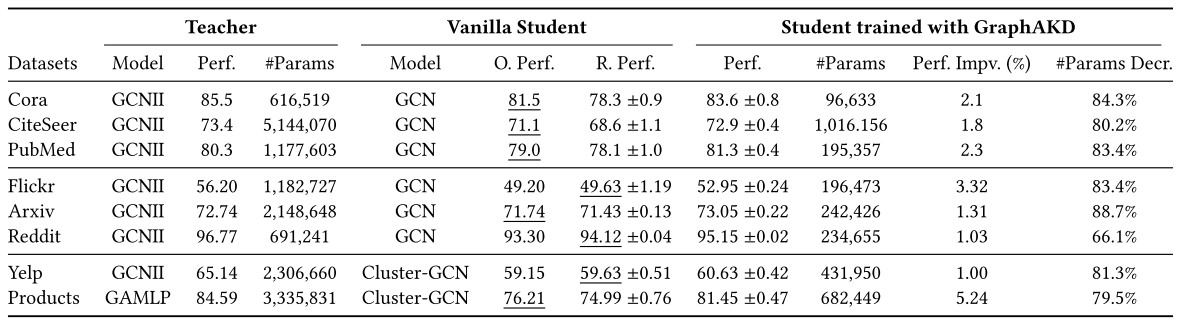 Teacher Vanilla Student Student trained with GraphAKD
Datasets Model Perf. #Params Model O. Perf. R. Perf. Perf. #Params Perf. Impv. (%) #Params Decr.
Cora GCNII 85.5 616,519 GCN 81.5 78.3 ±0.9 83.6 ±0.8 96,633 2.1 84.3%
CiteSeer GCNII 73.4 5,144,070 GCN 71.1 68.6 ±1.1 72.9 ±0.4 1,016.156 1.8 80.2%
PubMed GCNII 80.3 1,177,603 GCN 79.0 78.1 ±1.0 81.3 ±0.4 195,357 2.3 83.4%
Flickr GCNII 56.20 1,182,727 GCN 49.20 49.63 ±1.19 52.95 ±0.24 196,473 3.32 83.4%
Arxiv GCNII 72.74 2,148,648 GCN 71.74 71.43 ±0.13 73.05 ±0.22 242,426 1.31 88.7%
Reddit GCNII 96.77 691,241 GCN 93.30 94.12 ±0.04 95.15 ±0.02 234,655 1.03 66.1%
Yelp GCNII 65.14 2,306,660 Cluster-GCN 59.15 59.63 ±0.51 60.63 ±0.42 431,950 1.00 81.3%
Products GAMLP 84.59 3,335,831 Cluster-GCN 76.21 74.99 ±0.76 81.45 ±0.47 682,449 5.24 79.5%